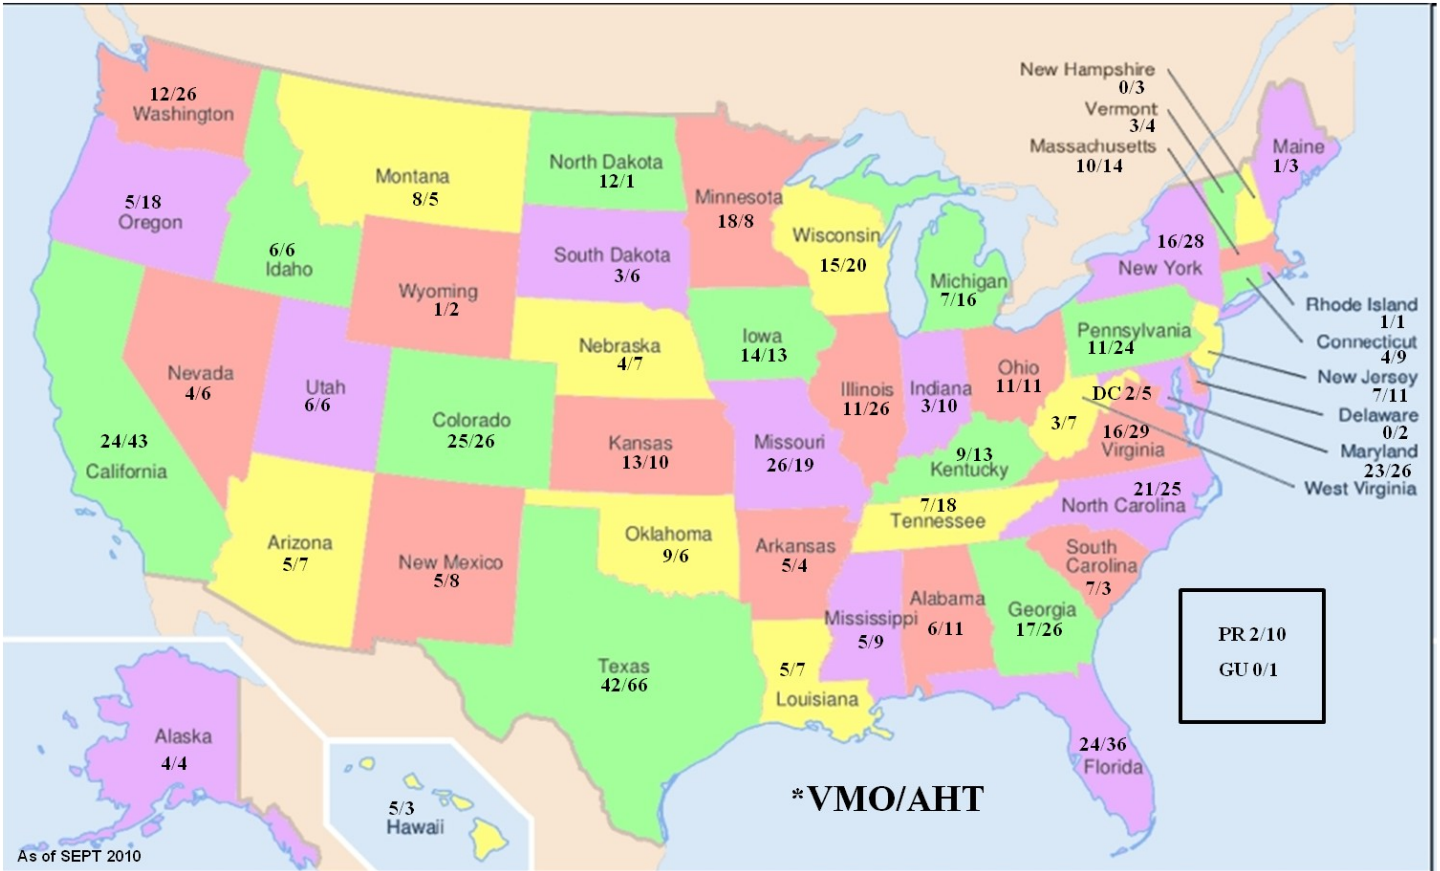 New Hampshire
0/3
Vermont
3/4
Massachusetts
10/14
Maine
1/3
12/26
Washington
Montana
8/5
North Dakota
12/1
Minnesota
18/8
5/18
Oregon
6/6
Idaho
South Dakota
3/6
Wisconsin
15/20
Michigan
7/16
16/28
New York
Wyoming
1/2
Rhode Island
1/1
Connecticut
4/9
New Jersey
7/11
Delaware
0/2
Maryland
23/26
West Virginia
Nevada
4/6
Utah
6/6
Nebraska
4/7
Iowa
14/13
Pennsylvania
11/24
Illinois
11/26
Indiana
3/10
Ohio
11/11
DC 2/5
3/7
16/29
Virginia
24/43
California
Colorado
25/26
Kansas
13/10
Missouri
26/19
9/13
Kentucky
7/18
Tennessee
21/25
North Carolina
Arizona
5/7
New Mexico
5/8
Oklahoma
9/6
Arkansas
5/4
South
Carolina
7/3
Mississippi
5/9
Alabama
6/11
Georgia
17/26
Texas
42/66
5/7
Louisiana
24/36
Florida
PR 2/10
GU 0/1
Alaska
4/4
5/3
Hawaii
*VMO/AHT
As of SEPT 2010